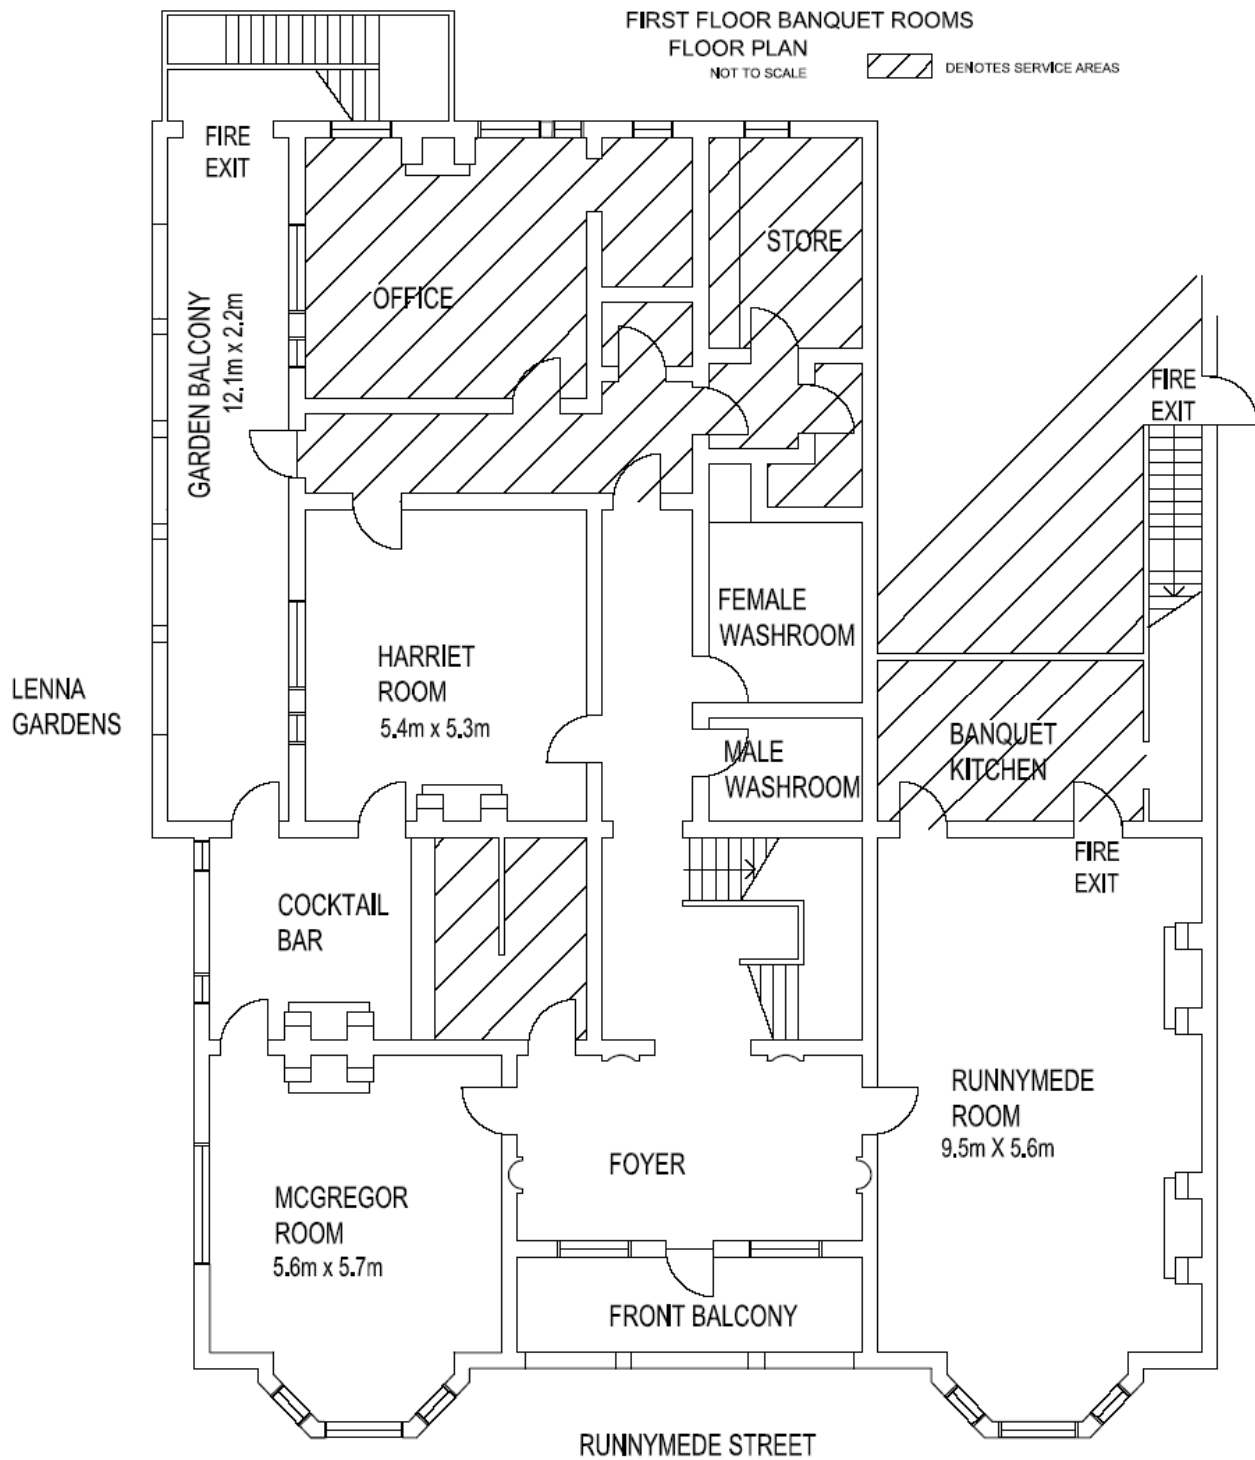 FIRST FLOOR BANQUET ROOMS
FLOOR PLAN
NOT TO SCALE
DENOTES SERVICE AREAS
FIRE
EXIT
STORE
OFFICE
GARDEN BALCONY
12.1m x 2.2m
FIRE
EXIT
FEMALE
WASHROOM
HARRIET
ROOM
5.4m x 5.3m
LENNA
GARDENS
MALE
WASHROOM
BANQUET
KITCHEN
FIRE
EXIT
COCKTAIL
BAR
RUNNYMEDE
ROOM
9.5m X 5.6m
FOYER
MCGREGOR
ROOM
5.6m x 5.7m
FRONT BALCONY
RUNNYMEDE STREET